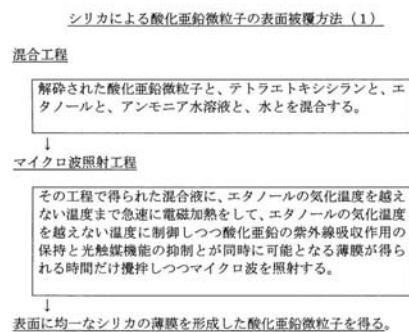 シリカによる酸化亜鉛微粒子の表面被覆方法（1）
混合工程
解砕された酸化亜鉛微粒子と、テトラエトキシシランと、エ
タノールと、アンモニア水溶液と、水とを混合する。
↓
マイクロ波照射工程
その工程で得られた混合液に、エタノールの気化温度を越え
ない温度まで急速に電磁加熱をして、エタノールの気化温度
を越えない温度に制御しつつ酸化亜鉛の紫外線吸収作用の
保持と光触媒機能の抑制とが同時に可能となる薄膜が得ら
れる時間だけ攪拌しつつマイクロ波を照射する。
↓
表面に均一なシリカの薄膜を形成した酸化亜鉛微粒子を得る。